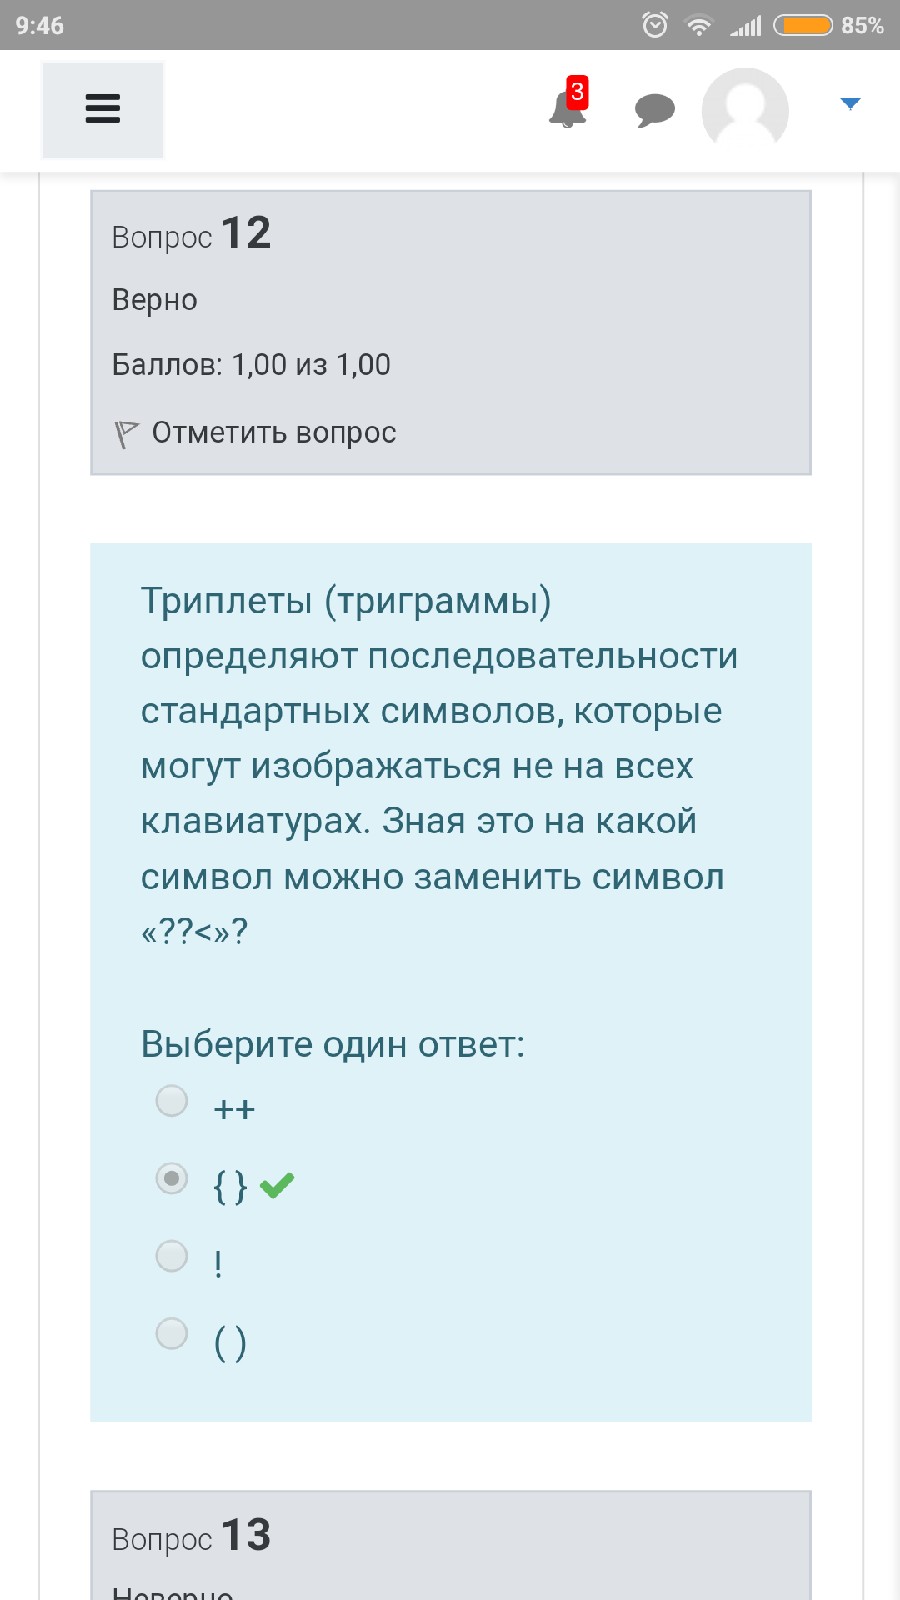 9:46
85%
3
Вопрос 12
Верно
Баллов: 1,00 из 1,00
Отметить вопрос
Триплеты (триграммы)
определяют последовательности
стандартных символов, которые
могут изображаться не на всех
клавиатурах. Зная это на какой
символ можно заменить символ
«??<»?
Выберите один ответ:
++
{ }
!
( )
Вопрос 13
Неверно